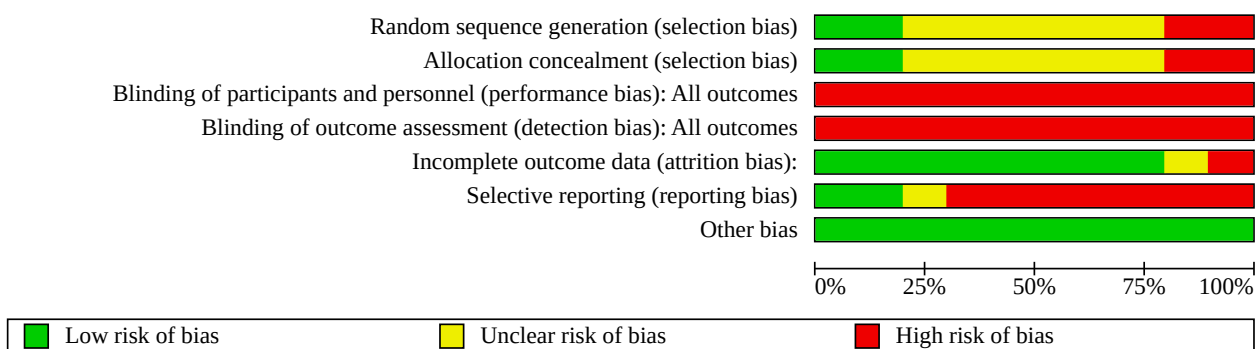 Random sequence generation (selection bias)
Allocation concealment (selection bias)
Blinding of participants and personnel (performance bias): All outcomes
Blinding of outcome assessment (detection bias): All outcomes
Incomplete outcome data (attrition bias):
Selective reporting (reporting bias)
Other bias
0% 25% 50% 75% 100%
Low risk of bias Unclear risk of bias High risk of bias